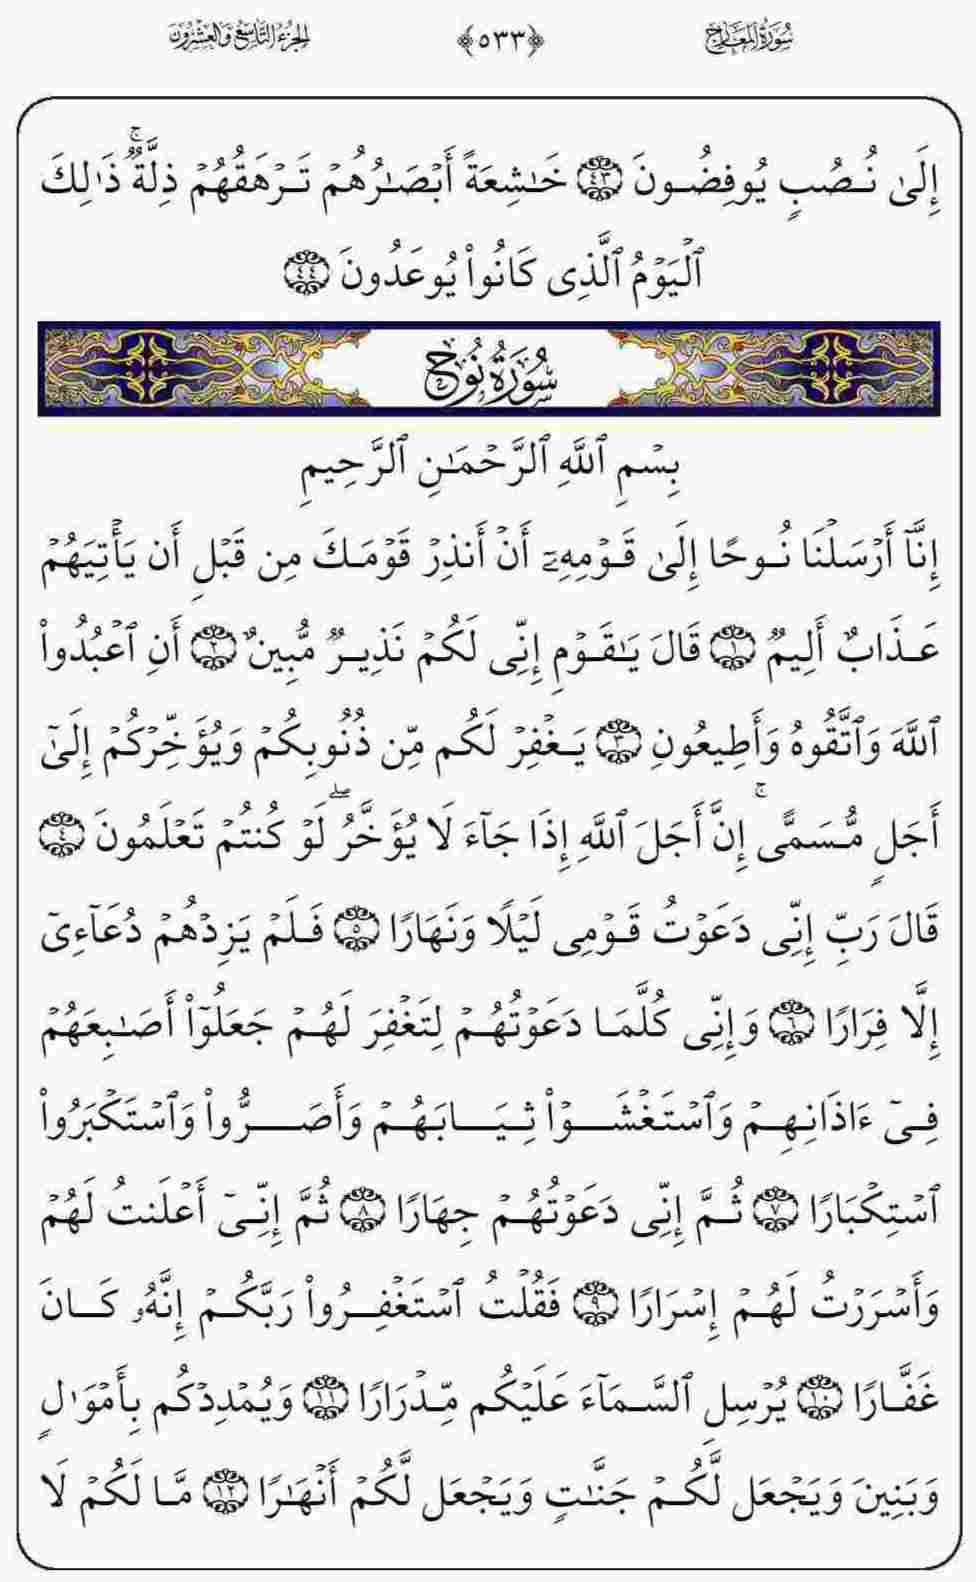 سُورَةُ المَعَارِج ﴿٥٣٣﴾ الجُزْءُ التَّاسِعُ وَالعِشْرُونَ
إِلَىٰ نُصُبٍ يُوفِضُونَ ٤٣ خَٰشِعَةً أَبۡصَٰرُهُمۡ تَرۡهَقُهُمۡ ذِلَّةٞۚ ذَٰلِكَ
ٱلۡيَوۡمُ ٱلَّذِي كَانُواْ يُوعَدُونَ ٤٤
سُورَةُ نُوحٍ
بِسۡمِ ٱللَّهِ ٱلرَّحۡمَٰنِ ٱلرَّحِيمِ
إِنَّآ أَرۡسَلۡنَا نُوحًا إِلَىٰ قَوۡمِهِۦٓ أَنۡ أَنذِرۡ قَوۡمَكَ مِن قَبۡلِ أَن يَأۡتِيَهُمۡ
عَذَابٌ أَلِيمٞ ١ قَالَ يَٰقَوۡمِ إِنِّي لَكُمۡ نَذِيرٞ مُّبِينٌ ٢ أَنِ ٱعۡبُدُواْ
ٱللَّهَ وَٱتَّقُوهُ وَأَطِيعُونِ ٣ يَغۡفِرۡ لَكُم مِّن ذُنُوبِكُمۡ وَيُؤَخِّرۡكُمۡ إِلَىٰٓ
أَجَلٖ مُّسَمًّىۚ إِنَّ أَجَلَ ٱللَّهِ إِذَا جَآءَ لَا يُؤَخَّرُۖ لَوۡ كُنتُمۡ تَعۡلَمُونَ ٤
قَالَ رَبِّ إِنِّي دَعَوۡتُ قَوۡمِي لَيۡلٗا وَنَهَارٗا ٥ فَلَمۡ يَزِدۡهُمۡ دُعَآءِيٓ
إِلَّا فِرَارٗا ٦ وَإِنِّي كُلَّمَا دَعَوۡتُهُمۡ لِتَغۡفِرَ لَهُمۡ جَعَلُوٓاْ أَصَٰبِعَهُمۡ
فِيٓ ءَاذَانِهِمۡ وَٱسۡتَغۡشَوۡاْ ثِيَابَهُمۡ وَأَصَرُّواْ وَٱسۡتَكۡبَرُواْ
ٱسۡتِكۡبَارٗا ٧ ثُمَّ إِنِّي دَعَوۡتُهُمۡ جِهَارٗا ٨ ثُمَّ إِنِّيٓ أَعۡلَنتُ لَهُمۡ
وَأَسۡرَرۡتُ لَهُمۡ إِسۡرَارٗا ٩ فَقُلۡتُ ٱسۡتَغۡفِرُواْ رَبَّكُمۡ إِنَّهُۥ كَانَ
غَفَّارٗا ١٠ يُرۡسِلِ ٱلسَّمَآءَ عَلَيۡكُم مِّدۡرَارٗا ١١ وَيُمۡدِدۡكُم بِأَمۡوَٰلٖ
وَبَنِينَ وَيَجۡعَل لَّكُمۡ جَنَّٰتٖ وَيَجۡعَل لَّكُمۡ أَنۡهَٰرٗا ١٢ مَّا لَكُمۡ لَا